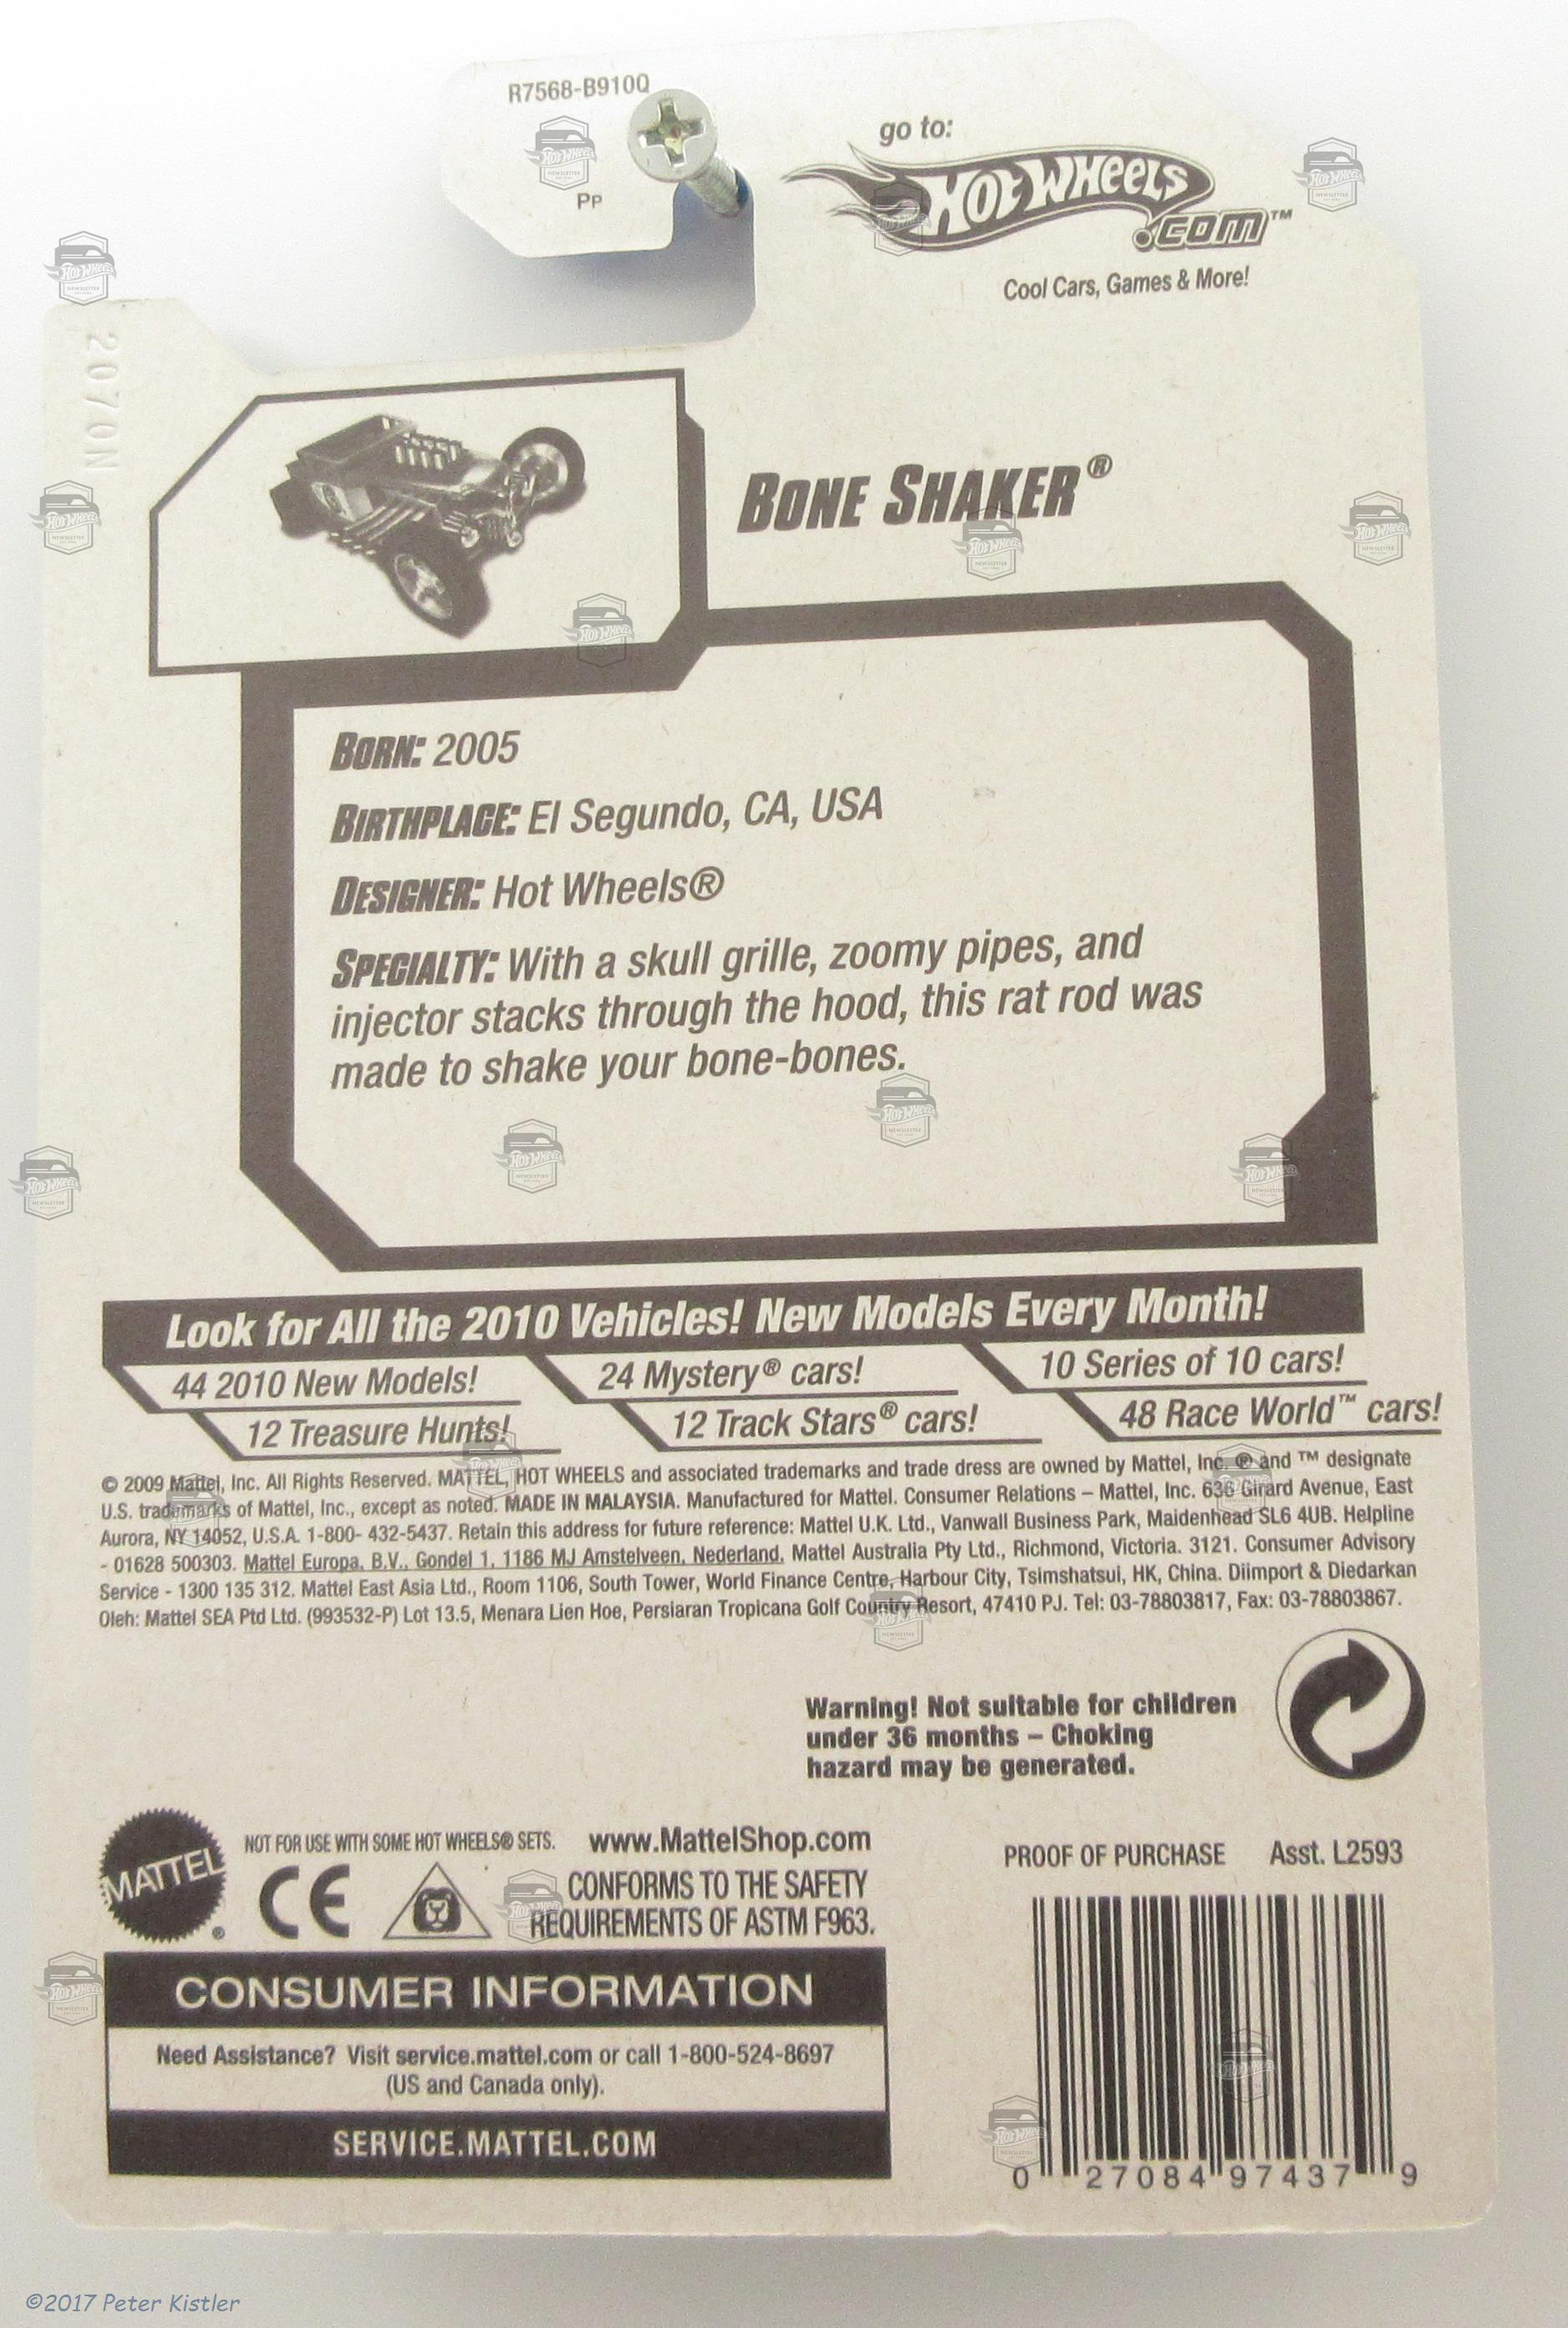 R7568-B910Q
Pp
go to:
HOT WHEELS
.COM™
Cool Cars, Games & More!
2070N
BONE SHAKER®
BORN: 2005
BIRTHPLACE: El Segundo, CA, USA
DESIGNER: Hot Wheels®
SPECIALTY: With a skull grille, zoomy pipes, and
injector stacks through the hood, this rat rod was
made to shake your bone-bones.
Look for All the 2010 Vehicles! New Models Every Month!
44 2010 New Models! 24 Mystery® cars! 10 Series of 10 cars!
12 Treasure Hunts! 12 Track Stars® cars! 48 Race World™ cars!
© 2009 Mattel, Inc. All Rights Reserved. MATTEL, HOT WHEELS and associated trademarks and trade dress are owned by Mattel, Inc. ® and ™ designate
U.S. trademarks of Mattel, Inc., except as noted. MADE IN MALAYSIA. Manufactured for Mattel. Consumer Relations – Mattel, Inc. 636 Girard Avenue, East
Aurora, NY 14052, U.S.A. 1-800- 432-5437. Retain this address for future reference: Mattel U.K. Ltd., Vanwall Business Park, Maidenhead SL6 4UB. Helpline
- 01628 500303. Mattel Europa, B.V., Gondel 1, 1186 MJ Amstelveen, Nederland. Mattel Australia Pty Ltd., Richmond, Victoria. 3121. Consumer Advisory
Service - 1300 135 312. Mattel East Asia Ltd., Room 1106, South Tower, World Finance Centre, Harbour City, Tsimshatsui, HK, China. Diimport & Diedarkan
Oleh: Mattel SEA Ptd Ltd. (993532-P) Lot 13.5, Menara Lien Hoe, Persiaran Tropicana Golf Country Resort, 47410 PJ. Tel: 03-78803817, Fax: 03-78803867.
Warning! Not suitable for children
under 36 months – Choking
hazard may be generated.
MATTEL®
NOT FOR USE WITH SOME HOT WHEELS® SETS. www.MattelShop.com
CE
CONFORMS TO THE SAFETY
REQUIREMENTS OF ASTM F963.
PROOF OF PURCHASE Asst. L2593
CONSUMER INFORMATION
Need Assistance? Visit service.mattel.com or call 1-800-524-8697
(US and Canada only).
SERVICE.MATTEL.COM
0 27084 97437 9
©2017 Peter Kistler